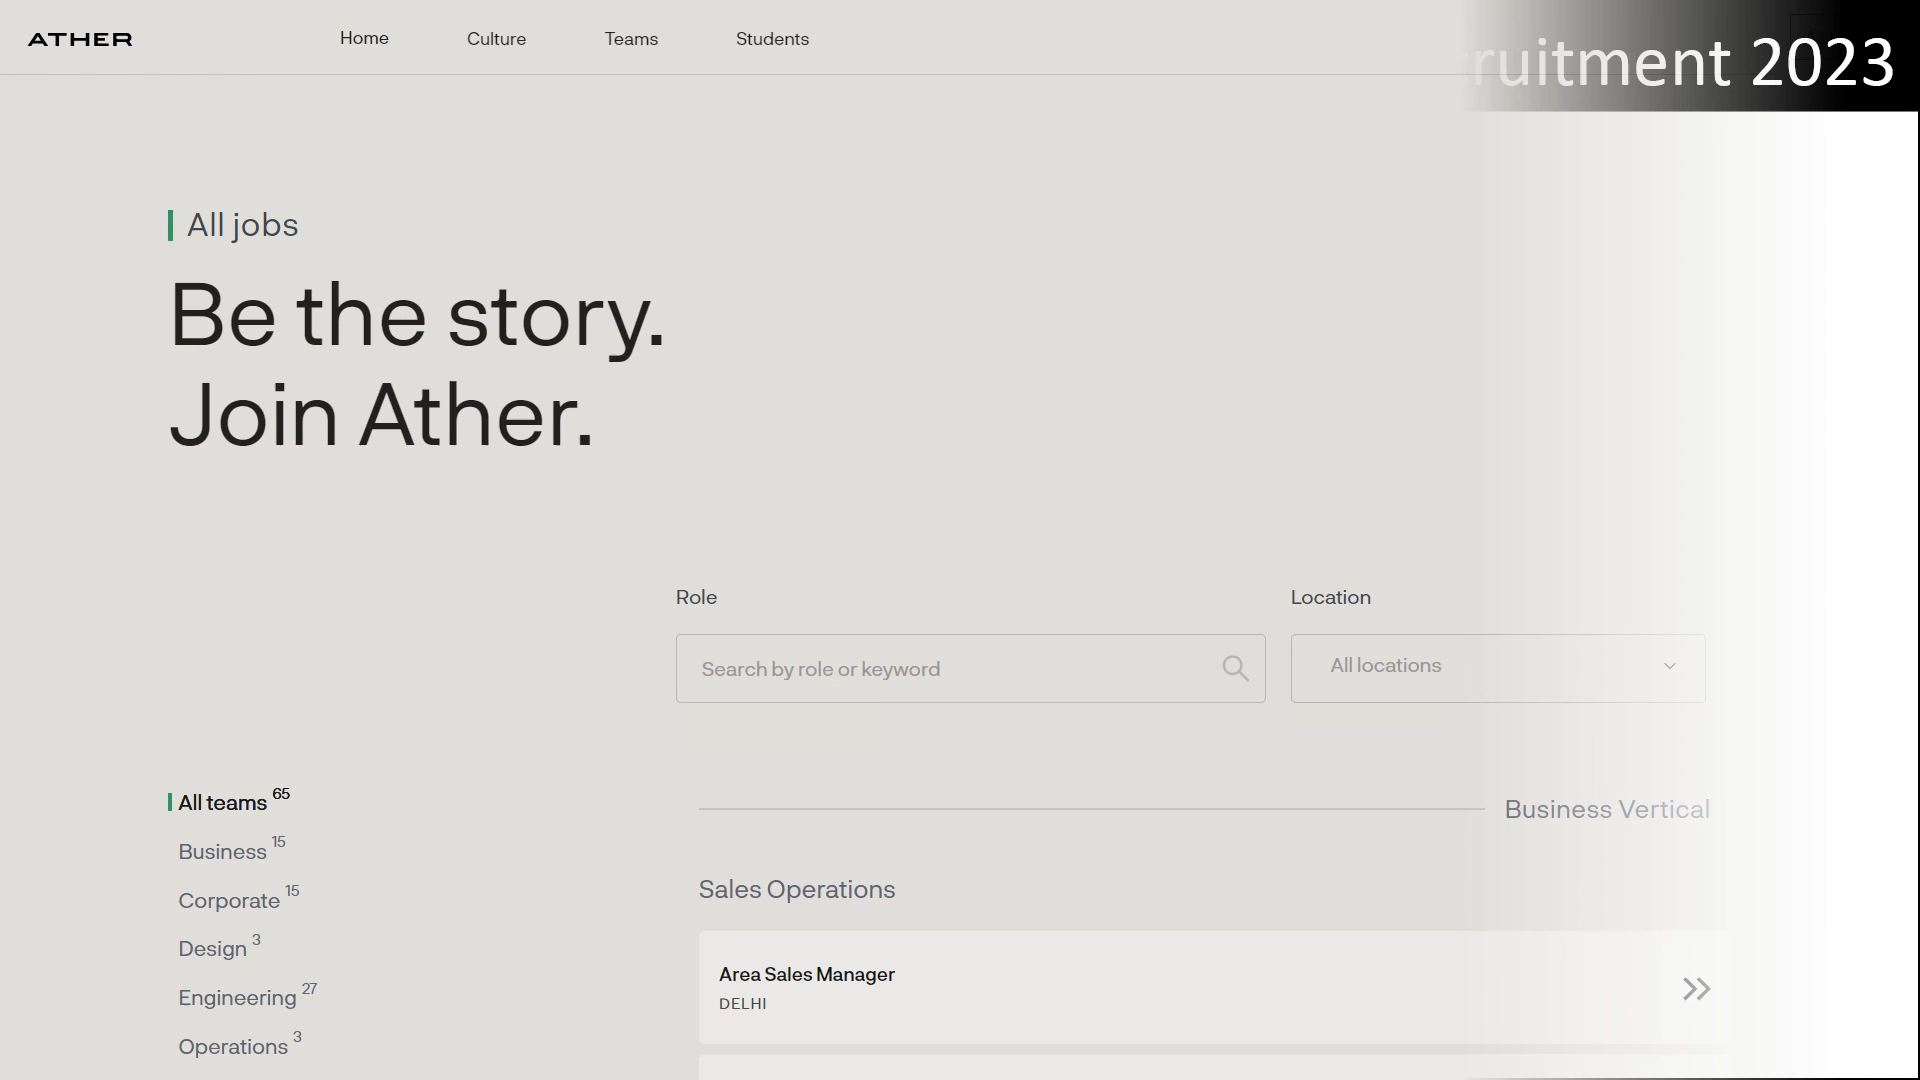 ATHER
Home
Culture
Teams
Students
ruitment 2023
All jobs
Be the story.
Join Ather.
Role
Location
Search by role or keyword
All locations
All teams 65
Business Vertical
Business 15
Sales Operations
Corporate 15
Design 3
Area Sales Manager
DELHI
Engineering 27
Operations 3